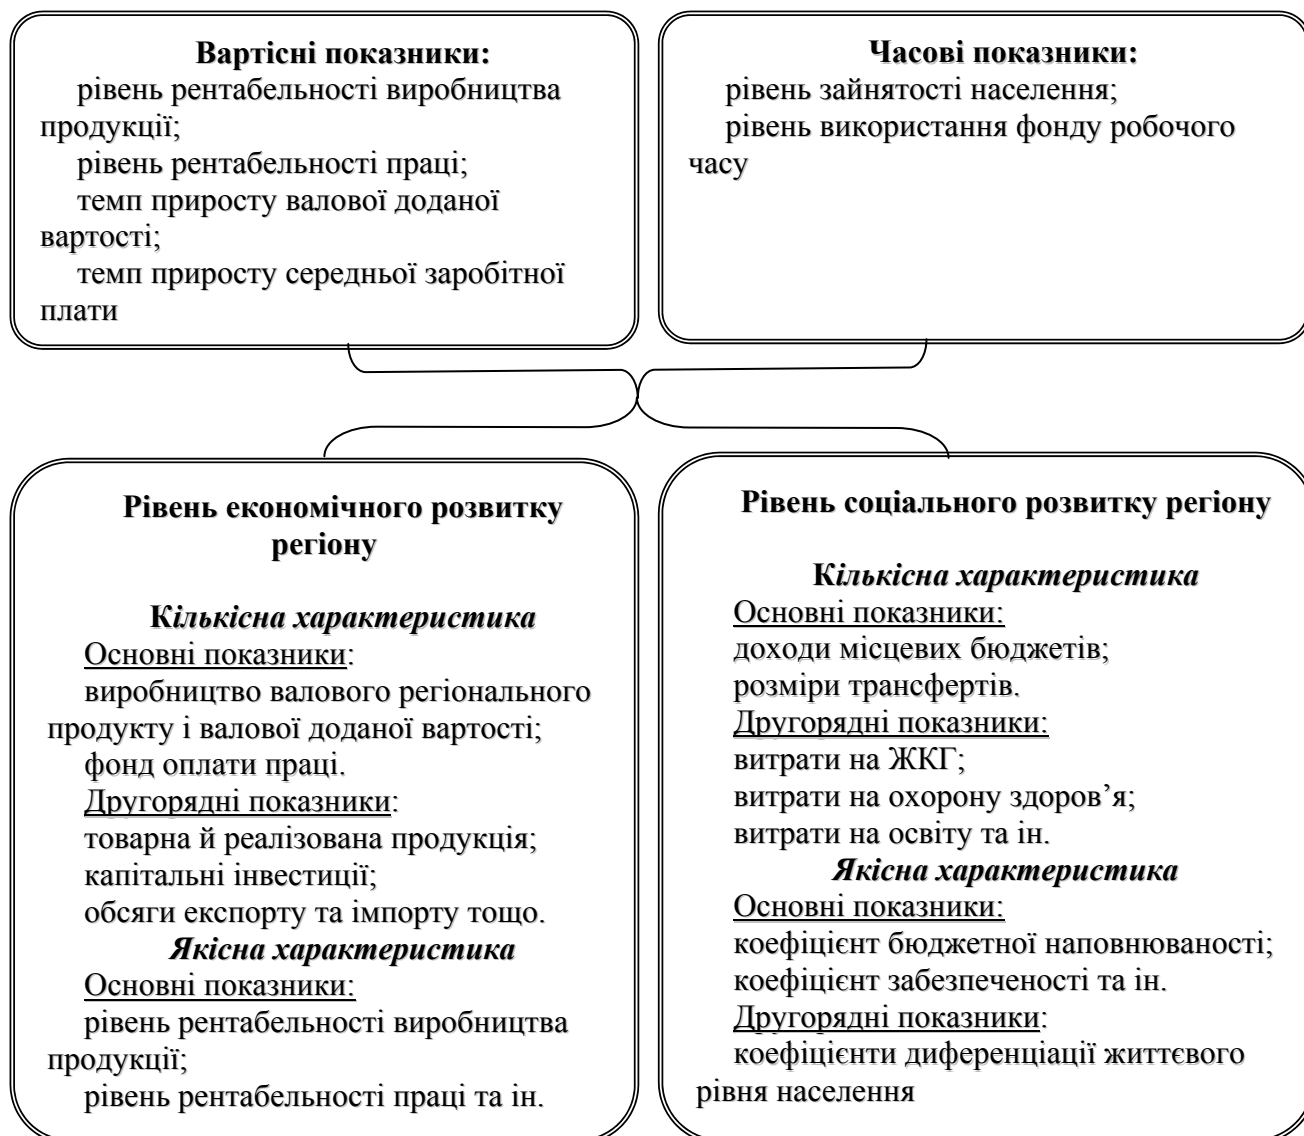 Вартісні показники:
рівень рентабельності виробництва
продукції;
рівень рентабельності праці;
темп приросту валової доданої
вартості;
темп приросту середньої заробітної
плати
Часові показники:
рівень зайнятості населення;
рівень використання фонду робочого
часу
Рівень економічного розвитку
регіону
Кількісна характеристика
Основні показники:
виробництво валового регіонального
продукту і валової доданої вартості;
фонд оплати праці.
Другорядні показники:
товарна й реалізована продукція;
капітальні інвестиції;
обсяги експорту та імпорту тощо.
Якісна характеристика
Основні показники:
рівень рентабельності виробництва
продукції;
рівень рентабельності праці та ін.
Рівень соціального розвитку регіону
Кількісна характеристика
Основні показники:
доходи місцевих бюджетів;
розміри трансфертів.
Другорядні показники:
витрати на ЖКГ;
витрати на охорону здоров’я;
витрати на освіту та ін.
Якісна характеристика
Основні показники:
коефіцієнт бюджетної наповнюваності;
коефіцієнт забезпеченості та ін.
Другорядні показники:
коефіцієнти диференціації життєвого
рівня населення